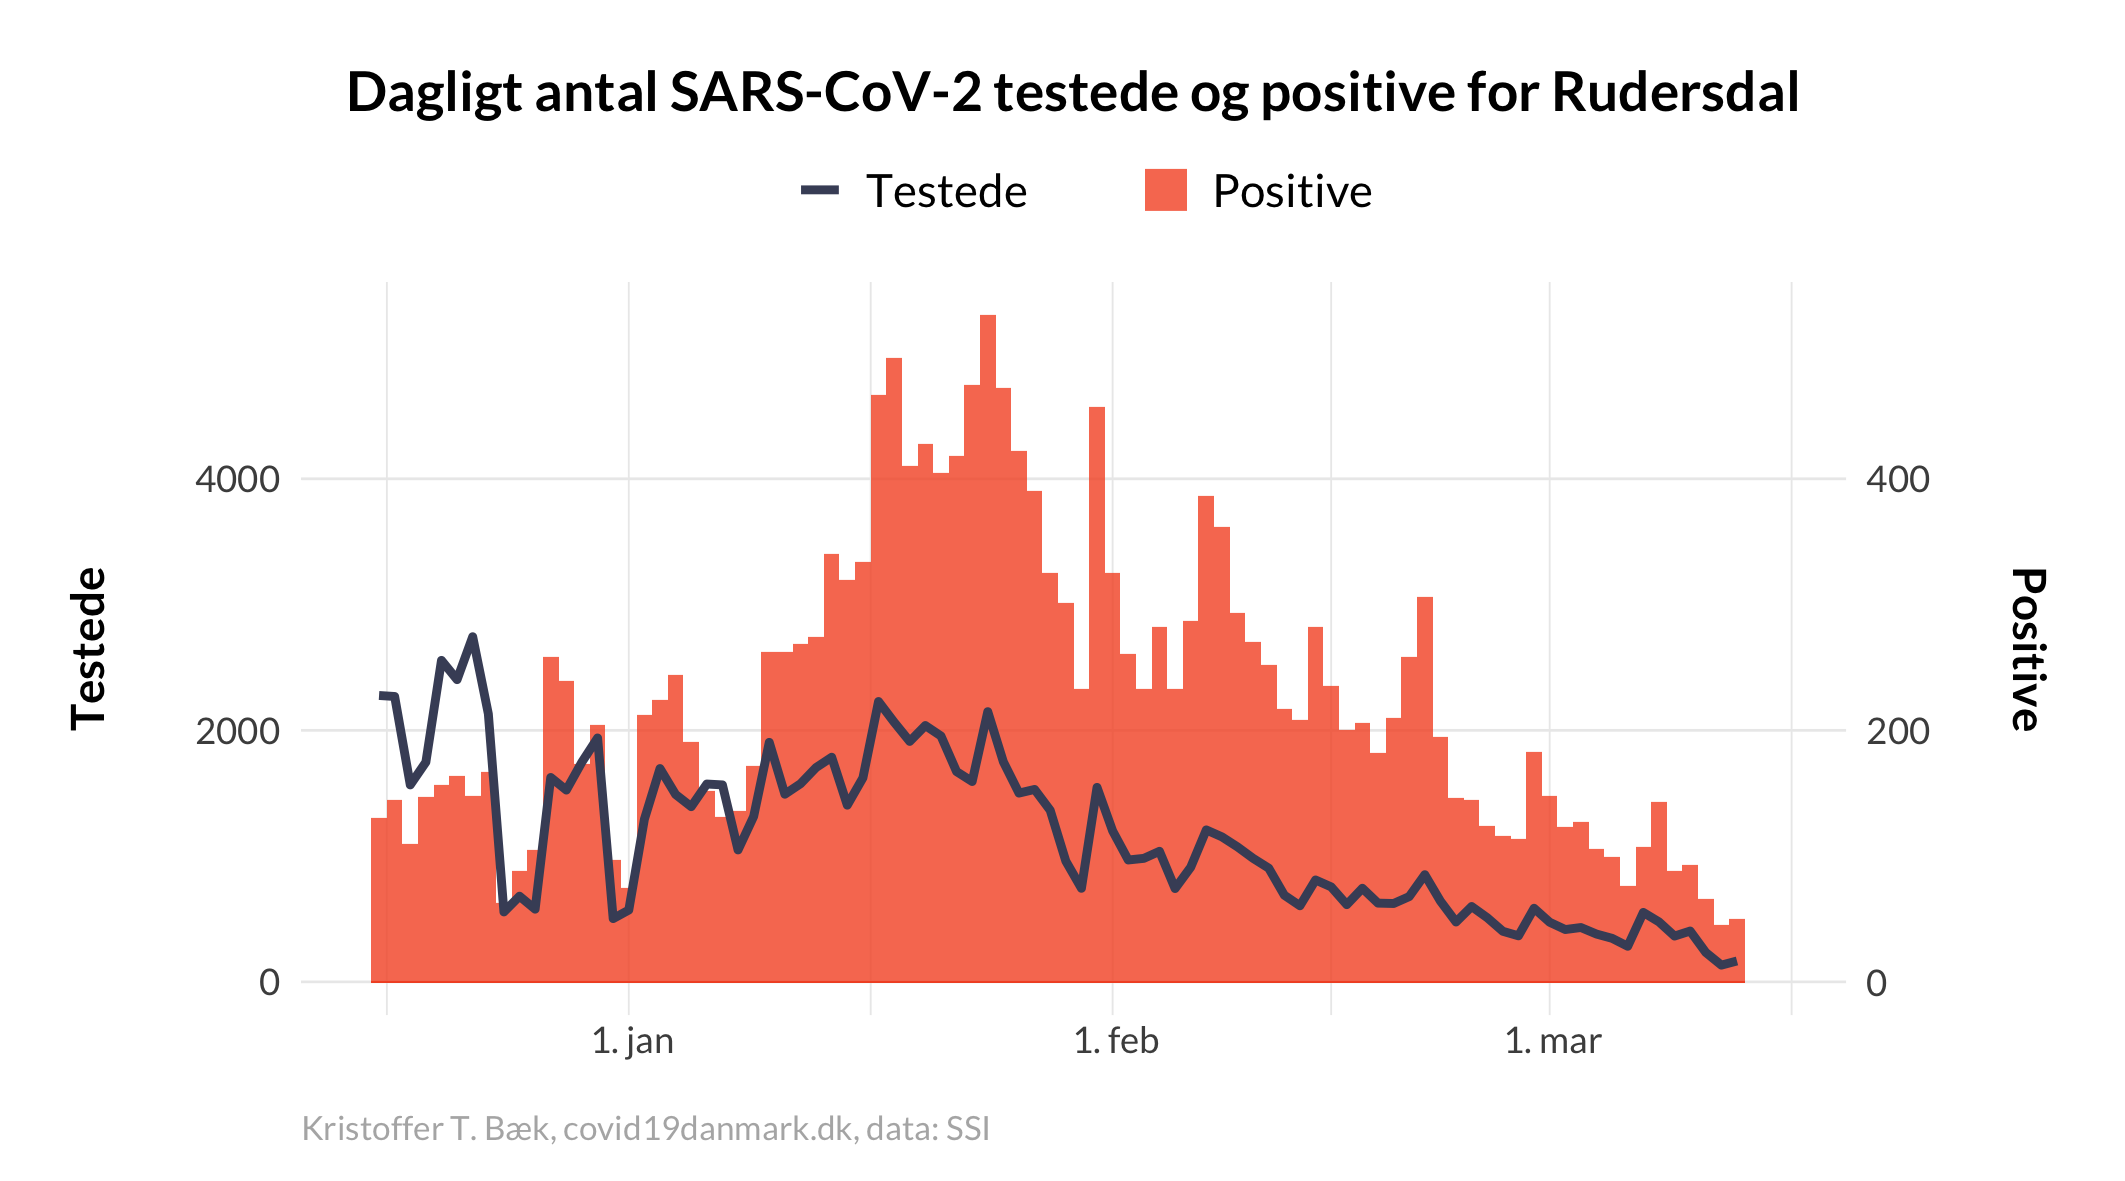 Dagligt antal SARS-CoV-2 testede og positive for Rudersdal
Testede
Positive
4000
2000
0
400
200
0
Testede
Positive
1. jan
1. feb
1. mar
Kristoffer T. Bæk, covid19danmark.dk, data: SSI